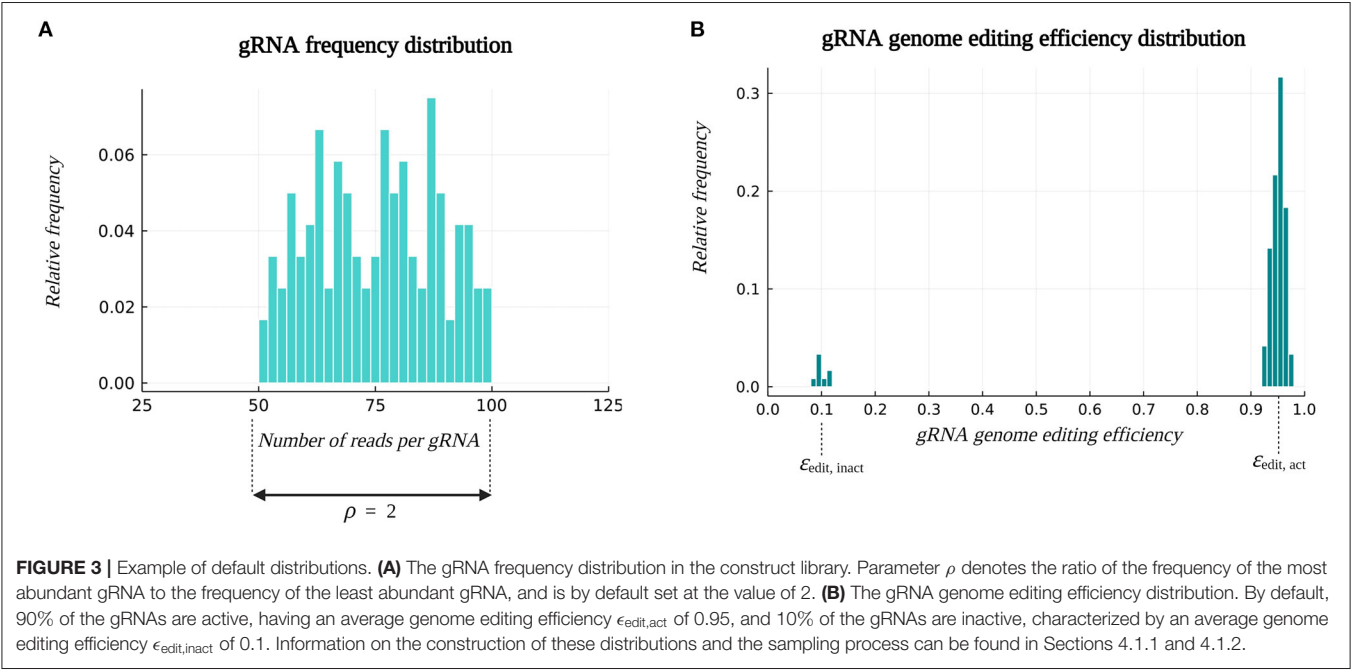 A
gRNA frequency distribution
Relative frequency
0.06
0.04
0.02
0.00
25 50 75 100 125
Number of reads per gRNA
ρ = 2
B
gRNA genome editing efficiency distribution
Relative frequency
0.3
0.2
0.1
0.0
0.0 0.1 0.2 0.3 0.4 0.5 0.6 0.7 0.8 0.9 1.0
gRNA genome editing efficiency
εedit, inact
εedit, act
FIGURE 3 | Example of default distributions. (A) The gRNA frequency distribution in the construct library. Parameter ρ denotes the ratio of the frequency of the most
abundant gRNA to the frequency of the least abundant gRNA, and is by default set at the value of 2. (B) The gRNA genome editing efficiency distribution. By default,
90% of the gRNAs are active, having an average genome editing efficiency ϵedit,act of 0.95, and 10% of the gRNAs are inactive, characterized by an average genome
editing efficiency ϵedit,inact of 0.1. Information on the construction of these distributions and the sampling process can be found in Sections 4.1.1 and 4.1.2.